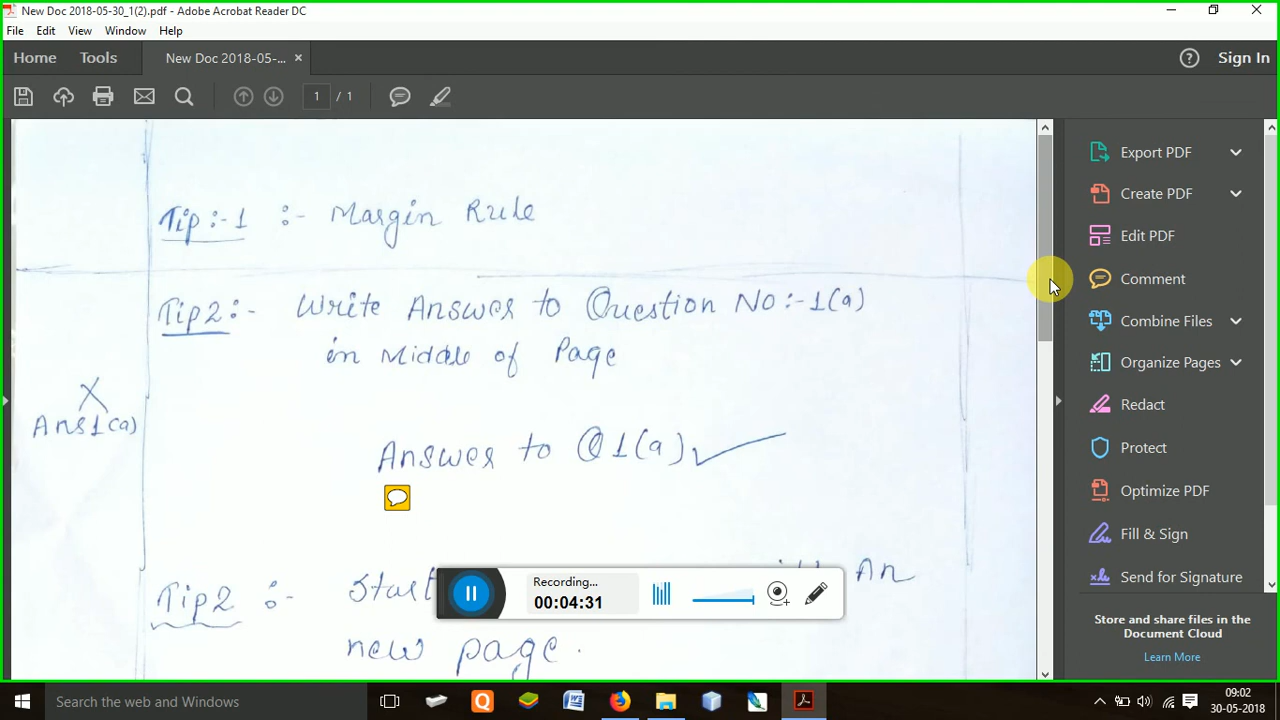 New Doc 2018-05-30_1(2).pdf - Adobe Acrobat Reader DC
File Edit View Window Help
Home Tools New Doc 2018-05-... × Sign In
1 / 1
Tip:-1 :- Margin Rule
Tip2:- Write Answer to Question No:-1(a)
in Middle of Page
X
Ans1(a)
Answer to Q1(a)
Tip2 :- Start An
new page.
Export PDF
Create PDF
Edit PDF
Comment
Combine Files
Organize Pages
Redact
Protect
Optimize PDF
Fill & Sign
Send for Signature
Store and share files in the
Document Cloud
Learn More
Recording...
00:04:31
Search the web and Windows
09:02
30-05-2018